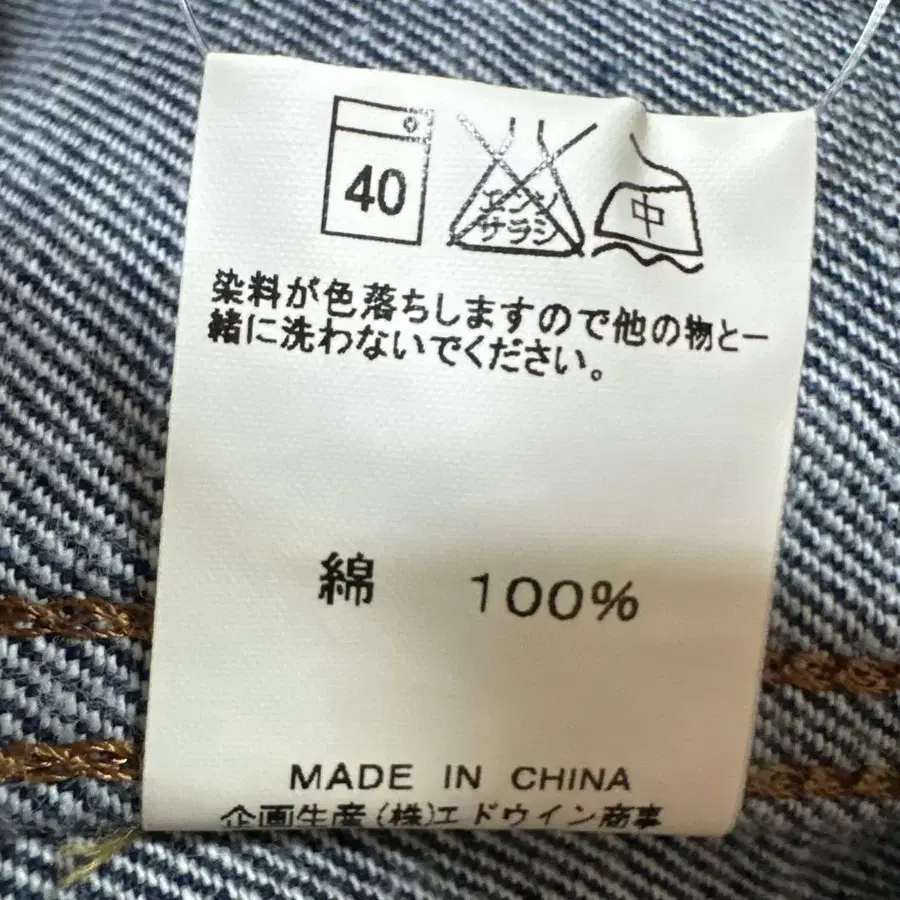 40
エンソ
サラシ
中
染料が色落ちしますので他の物と一
緒に洗わないでください。
綿 100%
MADE IN CHINA
企画生産(株)エドウイン商事